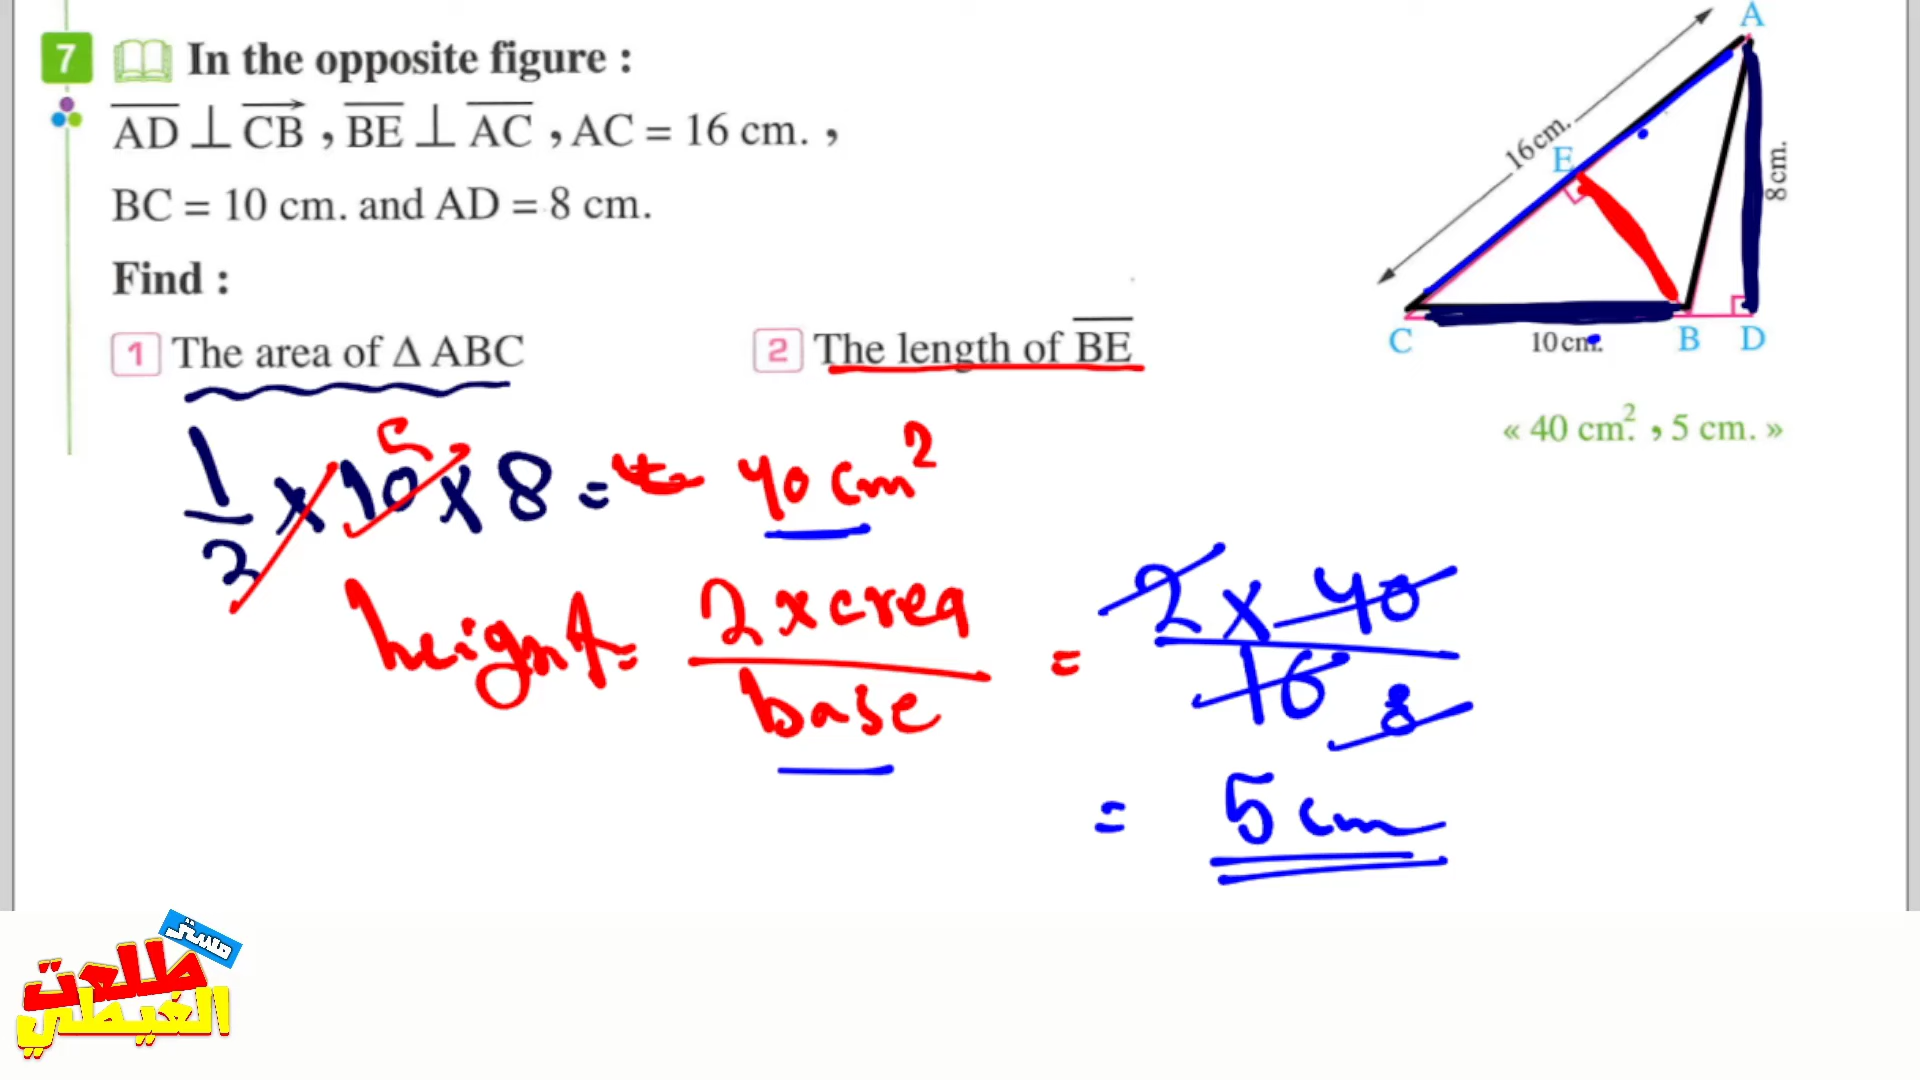 7 In the opposite figure :
AD ⊥ CB , BE ⊥ AC , AC = 16 cm. ,
BC = 10 cm. and AD = 8 cm.
Find :
1 The area of Δ ABC
2 The length of BE
A
16 cm.
E
8 cm.
C
10 cm.
B
D
« 40 cm². , 5 cm. »
1/2 × 10 5 × 8 = 40 cm²
height = 2 × area / base = 2 × 40 / 16 8
= 5 cm
مستر
طلعت
الغيطي